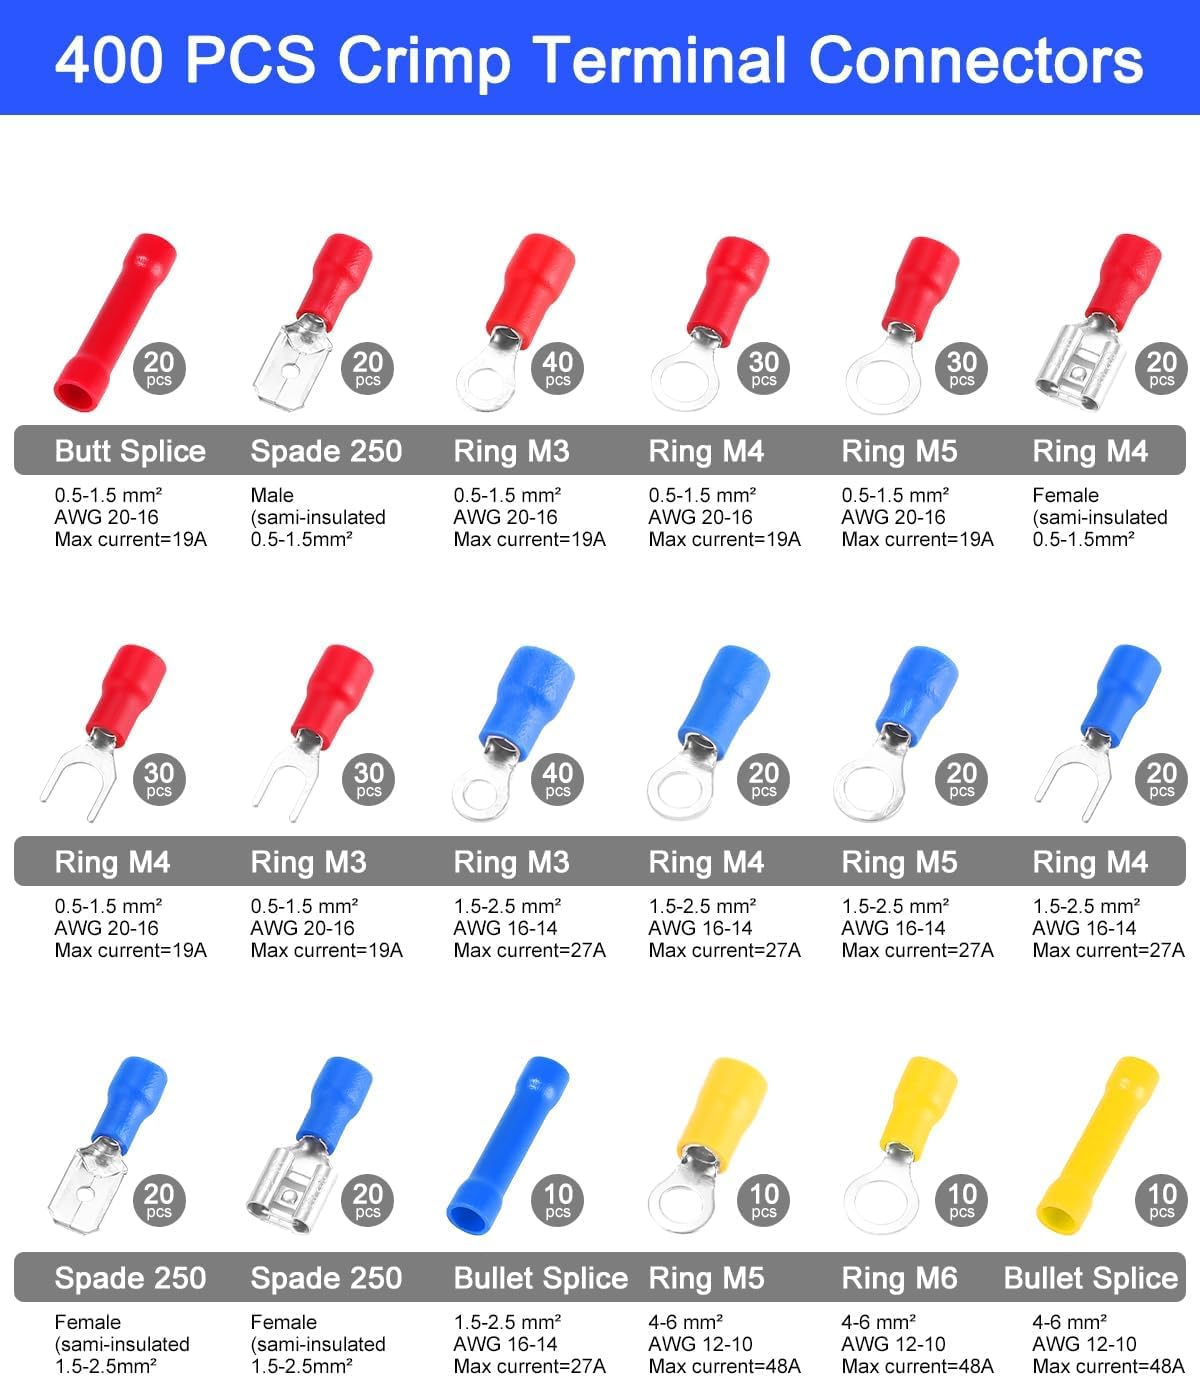 400 PCS Crimp Terminal Connectors
20 pcs
20 pcs
40 pcs
30 pcs
30 pcs
20 pcs
Butt Splice
Spade 250
Ring M3
Ring M4
Ring M5
Ring M4
0.5-1.5 mm²
AWG 20-16
Max current=19A
Male
(sami-insulated
0.5-1.5mm²
0.5-1.5 mm²
AWG 20-16
Max current=19A
0.5-1.5 mm²
AWG 20-16
Max current=19A
0.5-1.5 mm²
AWG 20-16
Max current=19A
Female
(sami-insulated
0.5-1.5mm²
30 pcs
30 pcs
40 pcs
20 pcs
20 pcs
20 pcs
Ring M4
Ring M3
Ring M3
Ring M4
Ring M5
Ring M4
0.5-1.5 mm²
AWG 20-16
Max current=19A
0.5-1.5 mm²
AWG 20-16
Max current=19A
1.5-2.5 mm²
AWG 16-14
Max current=27A
1.5-2.5 mm²
AWG 16-14
Max current=27A
1.5-2.5 mm²
AWG 16-14
Max current=27A
1.5-2.5 mm²
AWG 16-14
Max current=27A
20 pcs
20 pcs
10 pcs
10 pcs
10 pcs
10 pcs
Spade 250
Spade 250
Bullet Splice
Ring M5
Ring M6
Bullet Splice
Female
(sami-insulated
1.5-2.5mm²
Female
(sami-insulated
1.5-2.5mm²
1.5-2.5 mm²
AWG 16-14
Max current=27A
4-6 mm²
AWG 12-10
Max current=48A
4-6 mm²
AWG 12-10
Max current=48A
4-6 mm²
AWG 12-10
Max current=48A